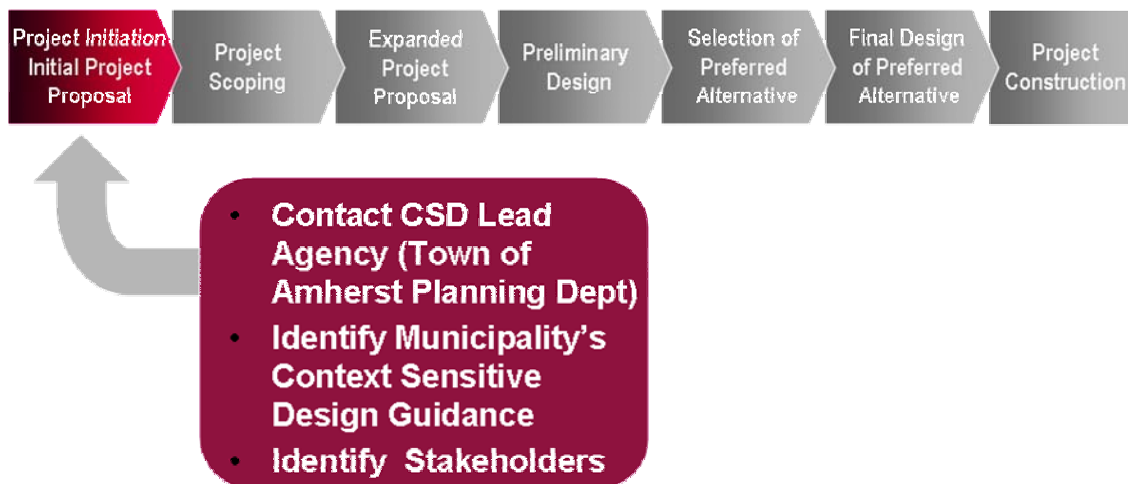 Project Initiation
Initial Project
Proposal
Project
Scoping
Expanded
Project
Proposal
Preliminary
Design
Selection of
Preferred
Alternative
Final Design
of Preferred
Alternative
Project
Construction
• Contact CSD Lead
Agency (Town of
Amherst Planning Dept)
• Identify Municipality's
Context Sensitive
Design Guidance
• Identify Stakeholders